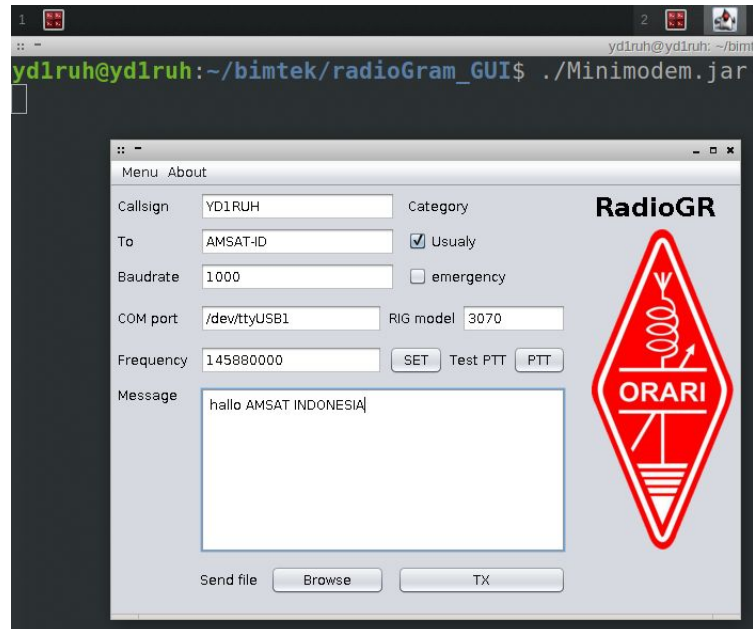 1
2
yd1ruh@yd1ruh: ~/bimt
yd1ruh@yd1ruh:~/bimtek/radioGram_GUI$ ./Minimodem.jar
Menu About
Callsign YD1RUH Category RadioGR
To AMSAT-ID Usualy
Baudrate 1000 emergency
COM port /dev/ttyUSB1 RIG model 3070
Frequency 145880000 SET Test PTT PTT
Message hallo AMSAT INDONESIA
ORARI
Send file Browse TX